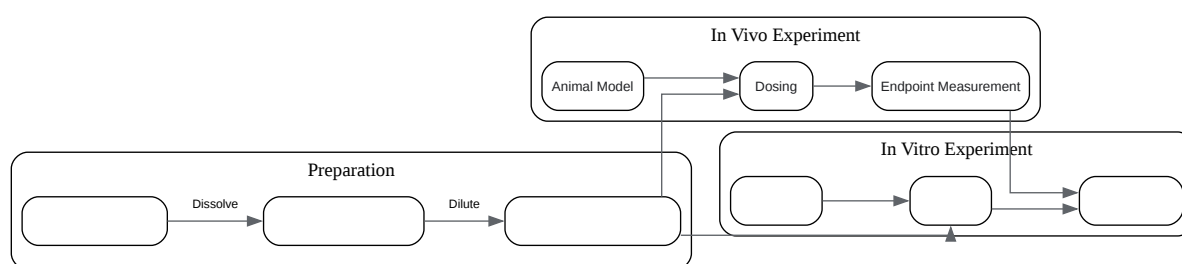 In Vivo Experiment
Animal Model
Dosing
Endpoint Measurement
In Vitro Experiment
Preparation
Dissolve
Dilute